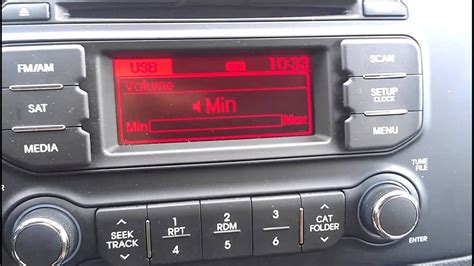 FM/AM
SAT
MEDIA
USB 10:33
Volume
Min
Min Max
SCAN
SETUP
CLOCK
MENU
TUNE
FILE
SEEK
TRACK
1
RPT
4
2
RDM
5
3
6
CAT
FOLDER
ENTER